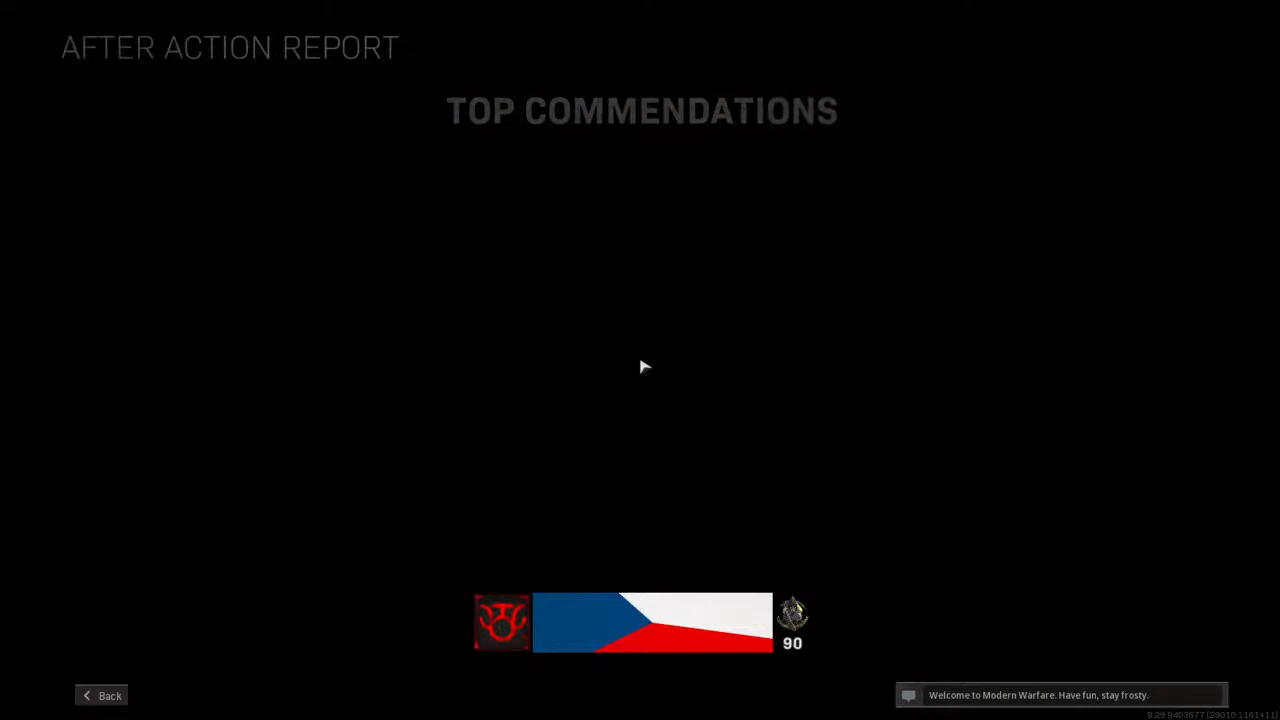 AFTER ACTION REPORT
TOP COMMENDATIONS
90
Back
Welcome to Modern Warfare. Have fun, stay frosty.